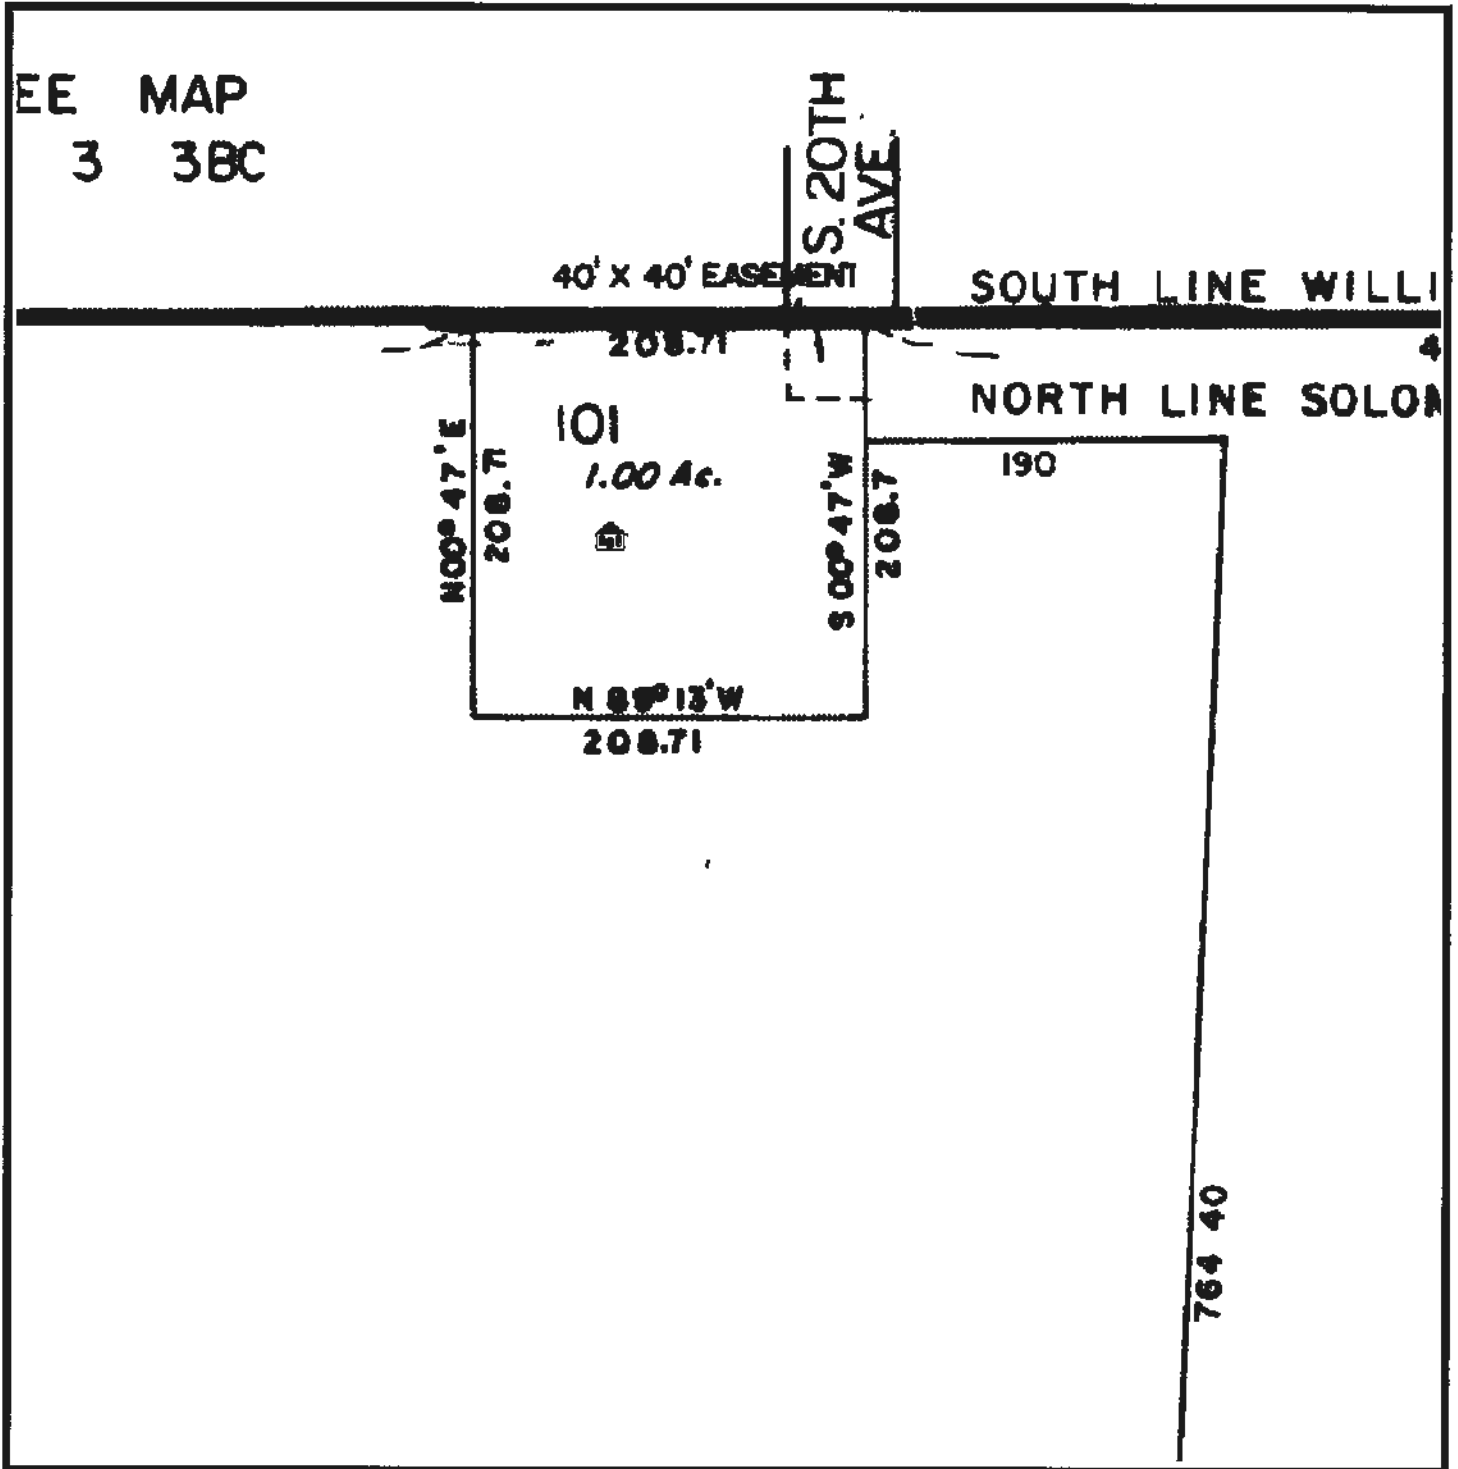 EE MAP
3 3BC
S. 20TH
AVE.
40' X 40' EASEMENT
SOUTH LINE WILLI
208.71
4
NORTH LINE SOLOM
101
1.00 Ac.
N00° 47' E
208.71
S 00° 47' W
208.7
190
N 89° 13' W
208.71
764 40